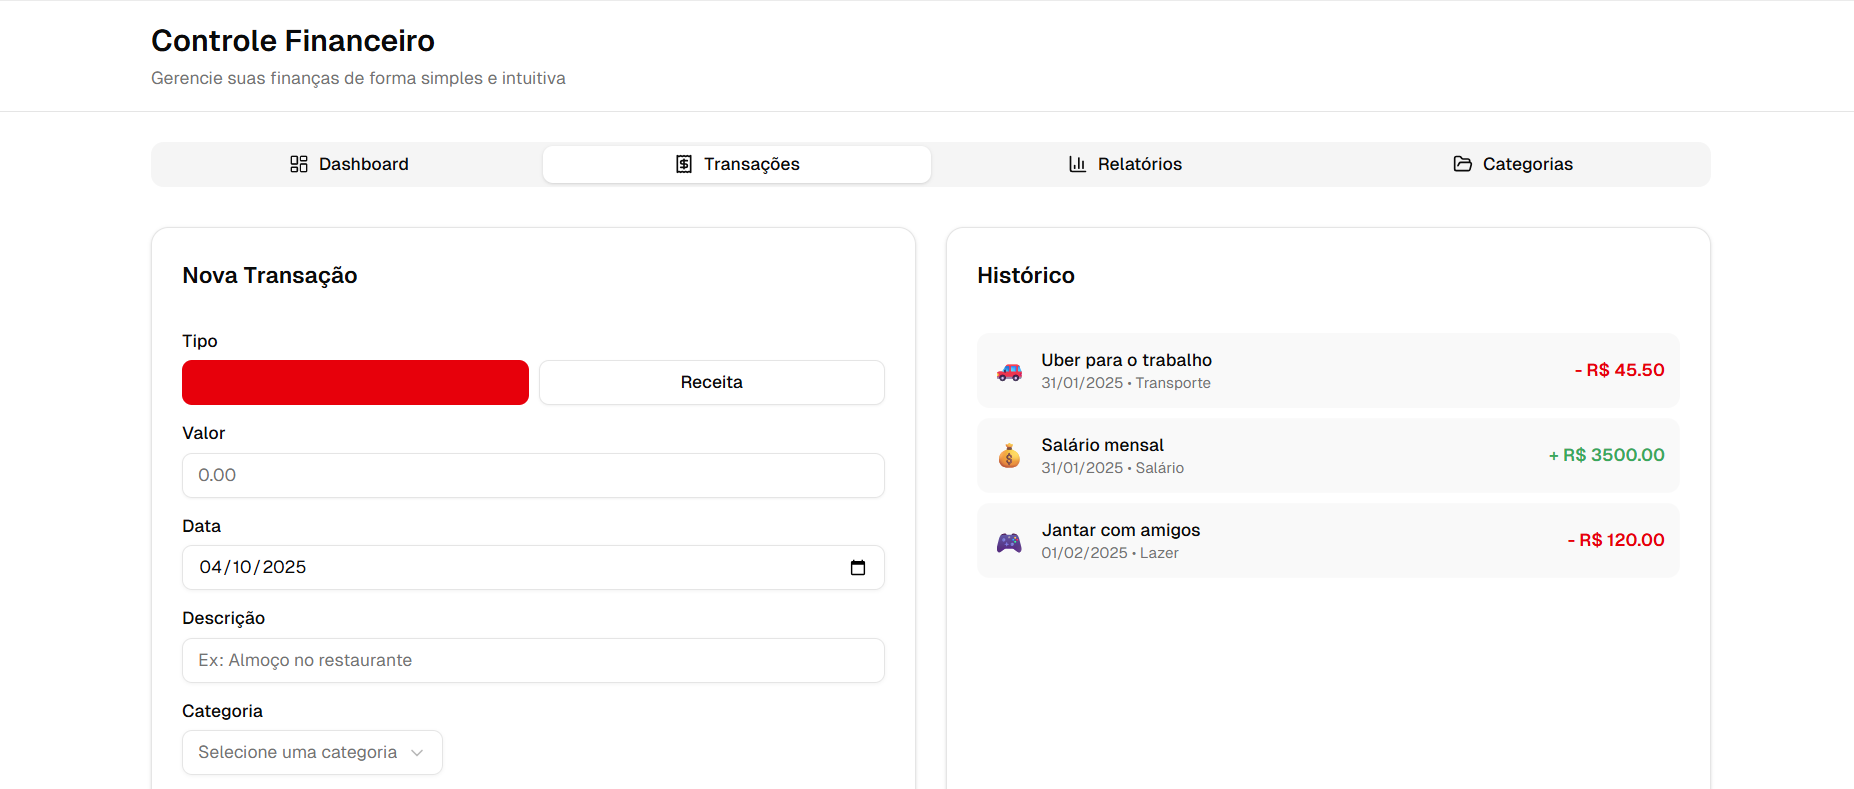 Controle Financeiro
Gerencie suas finanças de forma simples e intuitiva
Dashboard
Transações
Relatórios
Categorias
Nova Transação
Tipo
Receita
Valor
0.00
Data
04/10/2025
Descrição
Ex: Almoço no restaurante
Categoria
Selecione uma categoria
Histórico
Uber para o trabalho
31/01/2025 • Transporte
- R$ 45.50
Salário mensal
31/01/2025 • Salário
+ R$ 3500.00
Jantar com amigos
01/02/2025 • Lazer
- R$ 120.00